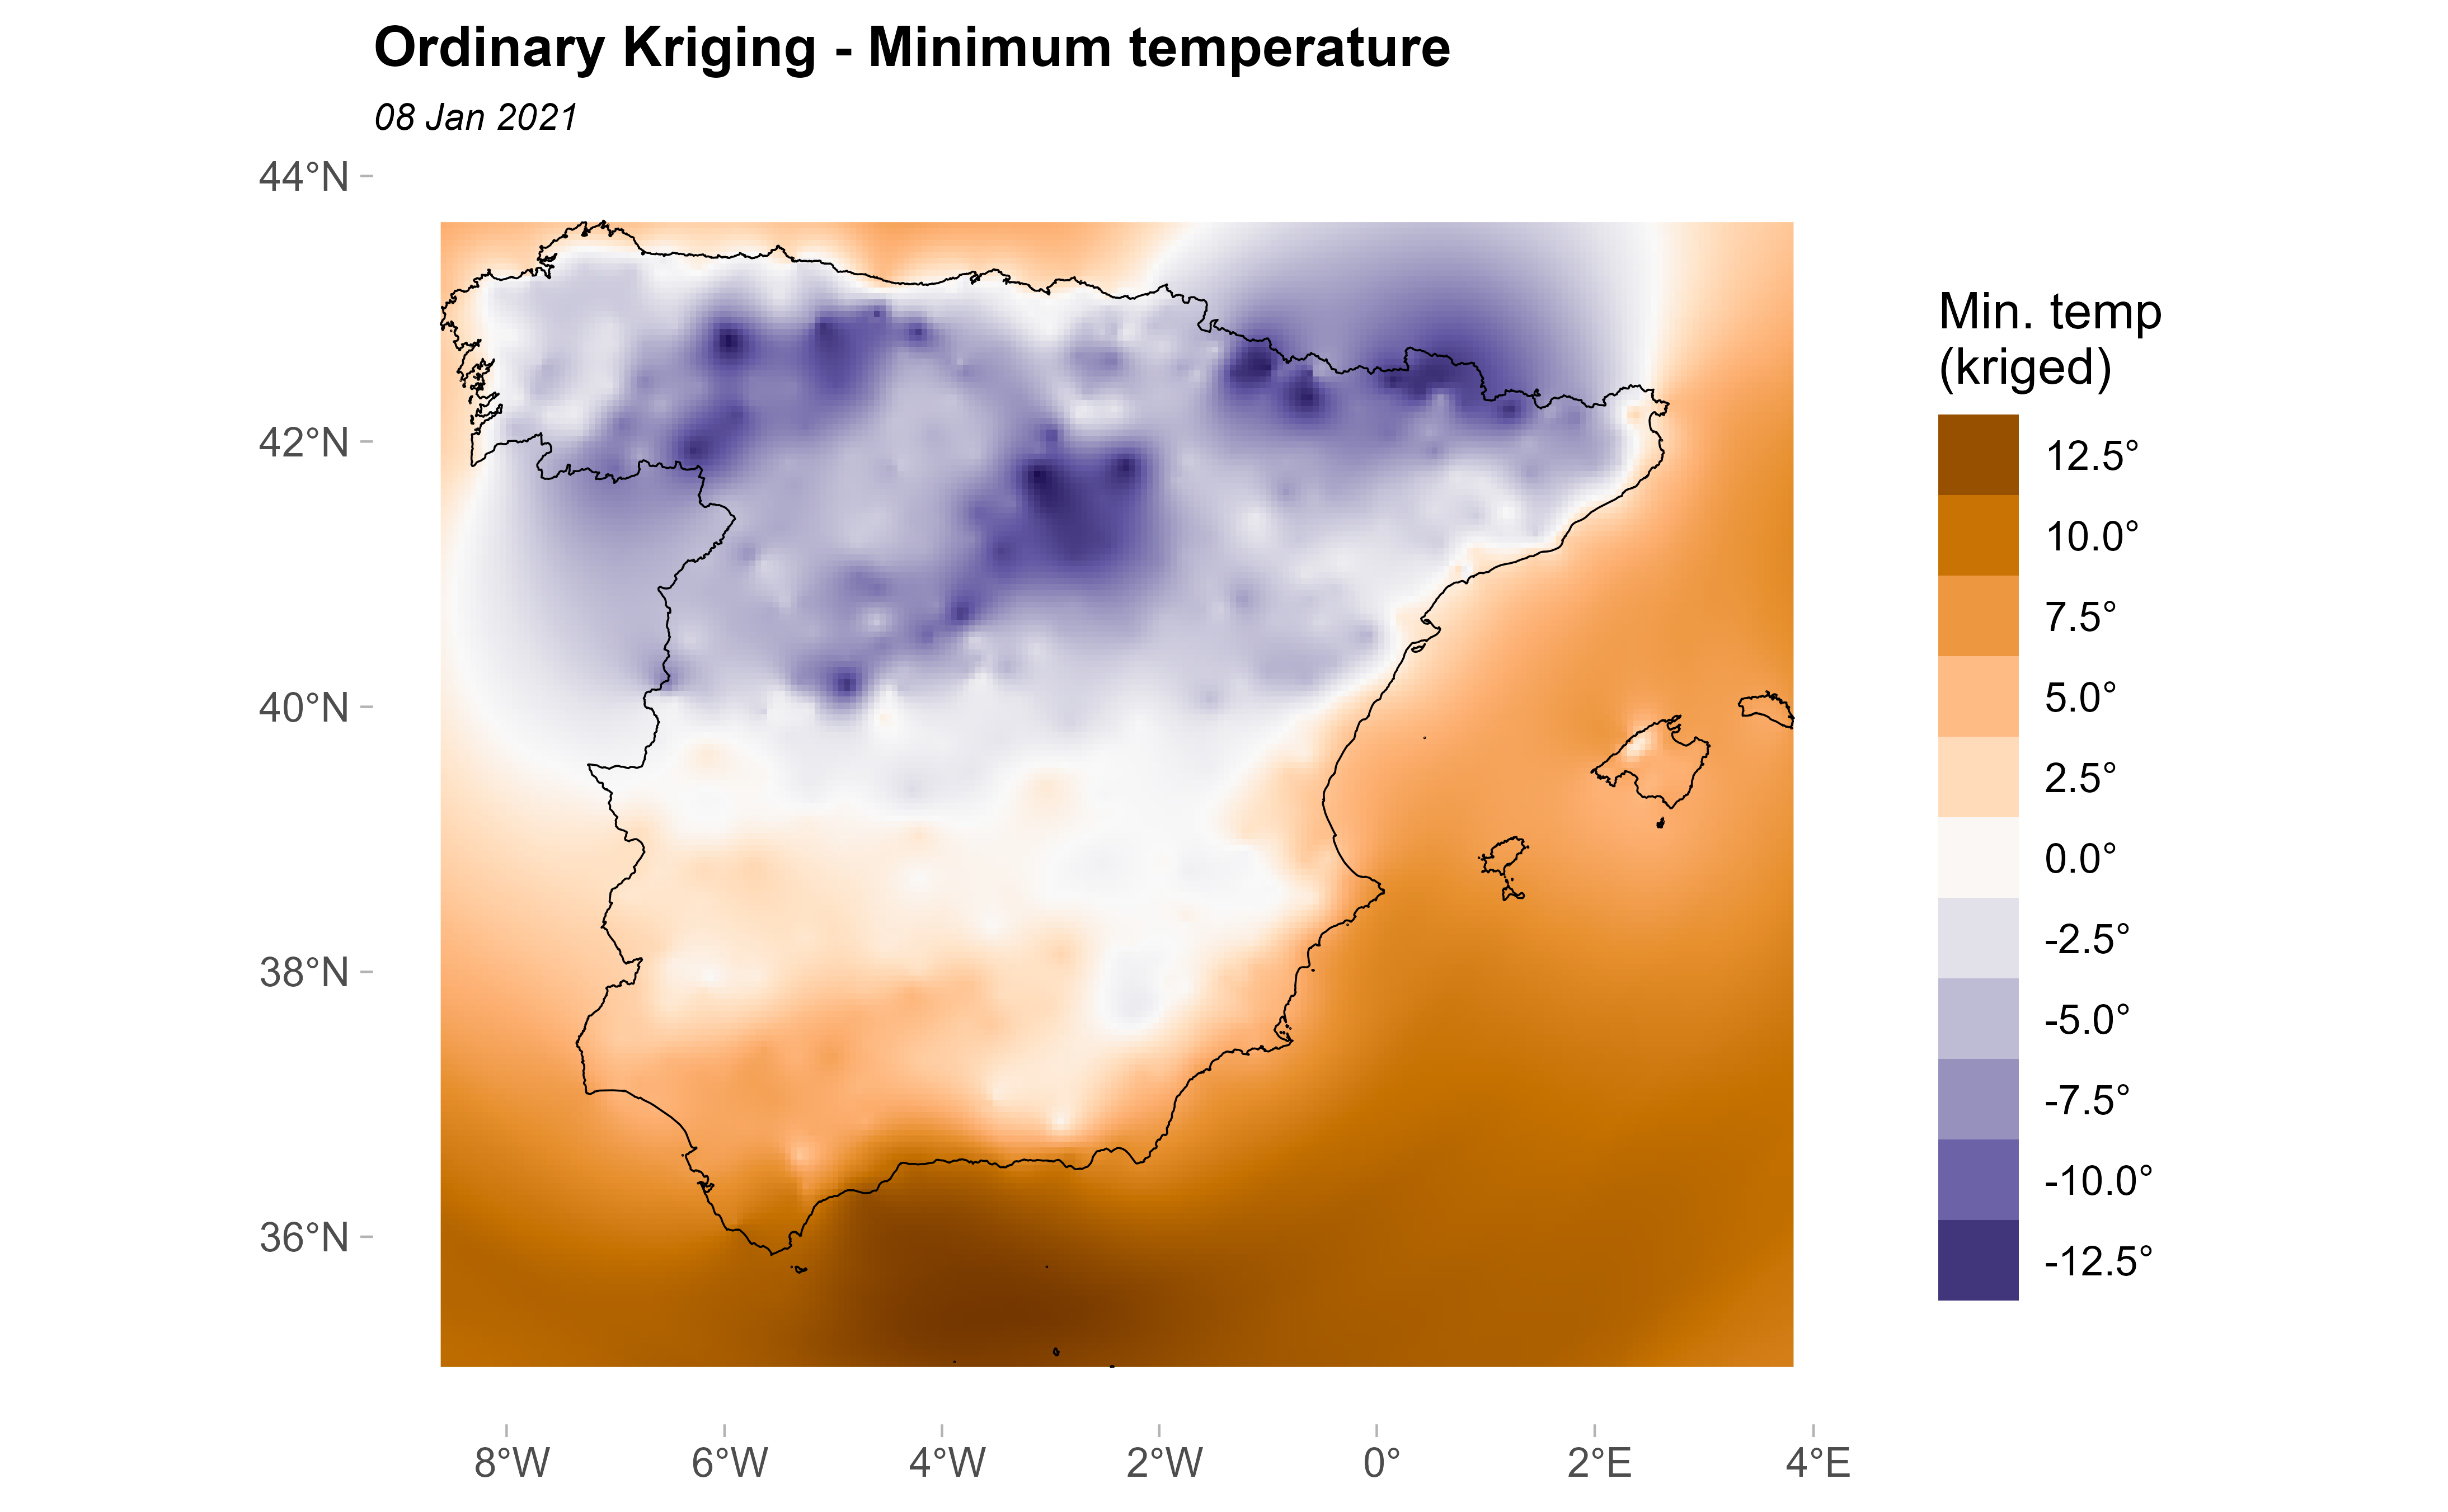 Ordinary Kriging - Minimum temperature
08 Jan 2021
44°N
42°N
40°N
38°N
36°N
8°W
6°W
4°W
2°W
0°
2°E
4°E
Min. temp
(kriged)
12.5°
10.0°
7.5°
5.0°
2.5°
0.0°
-2.5°
-5.0°
-7.5°
-10.0°
-12.5°